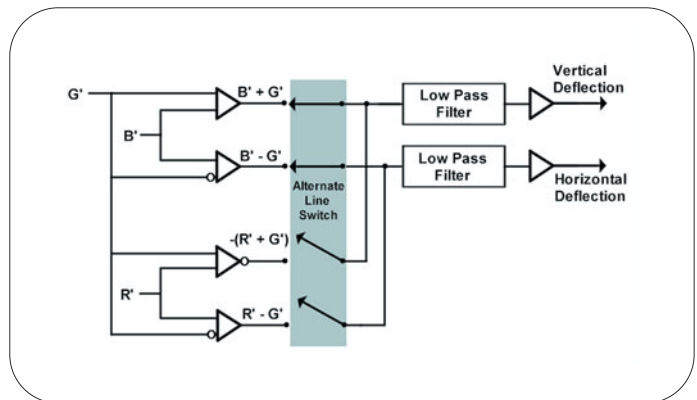 G'
B' + G'
Low Pass
Filter
Vertical
Deflection
B'
B' - G'
Low Pass
Filter
Horizontal
Deflection
Alternate
Line
Switch
-(R' + G')
R'
R' - G'